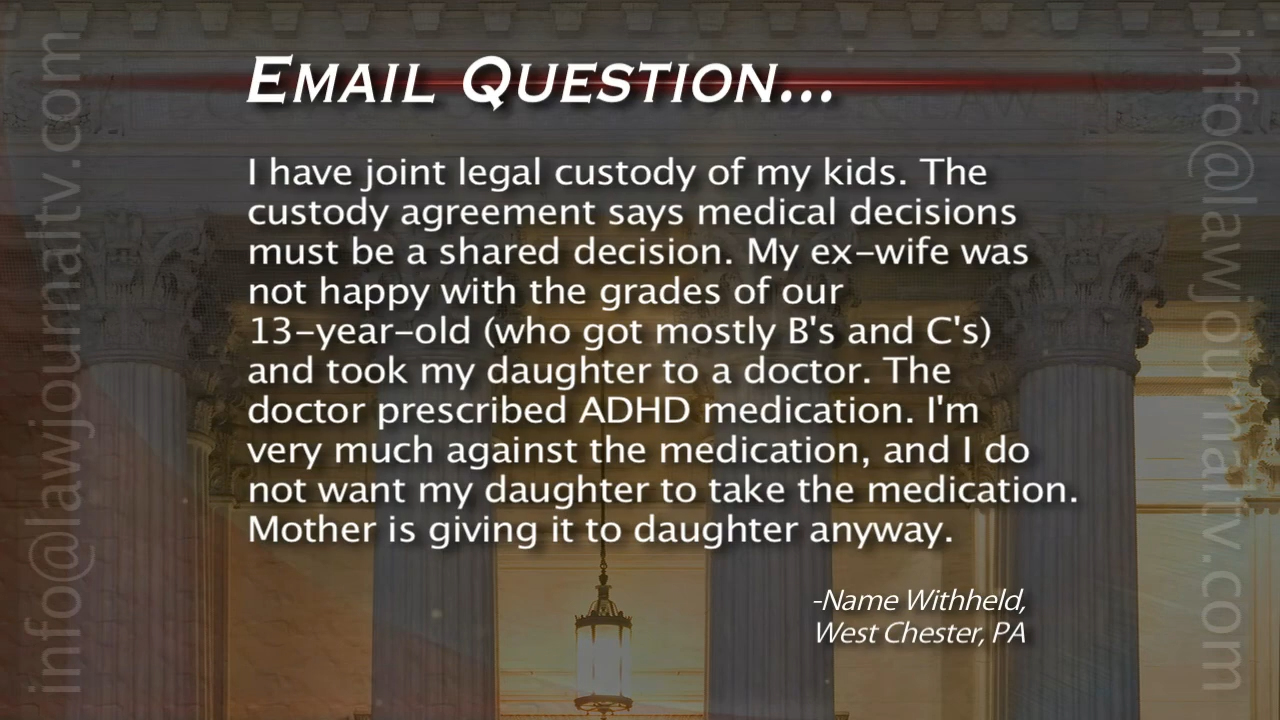 EMAIL QUESTION...
I have joint legal custody of my kids. The
custody agreement says medical decisions
must be a shared decision. My ex-wife was
not happy with the grades of our
13-year-old (who got mostly B's and C's)
and took my daughter to a doctor. The
doctor prescribed ADHD medication. I'm
very much against the medication, and I do
not want my daughter to take the medication.
Mother is giving it to daughter anyway.
-Name Withheld,
West Chester, PA
info@lawjournaltv.com
info@lawjournaltv.com